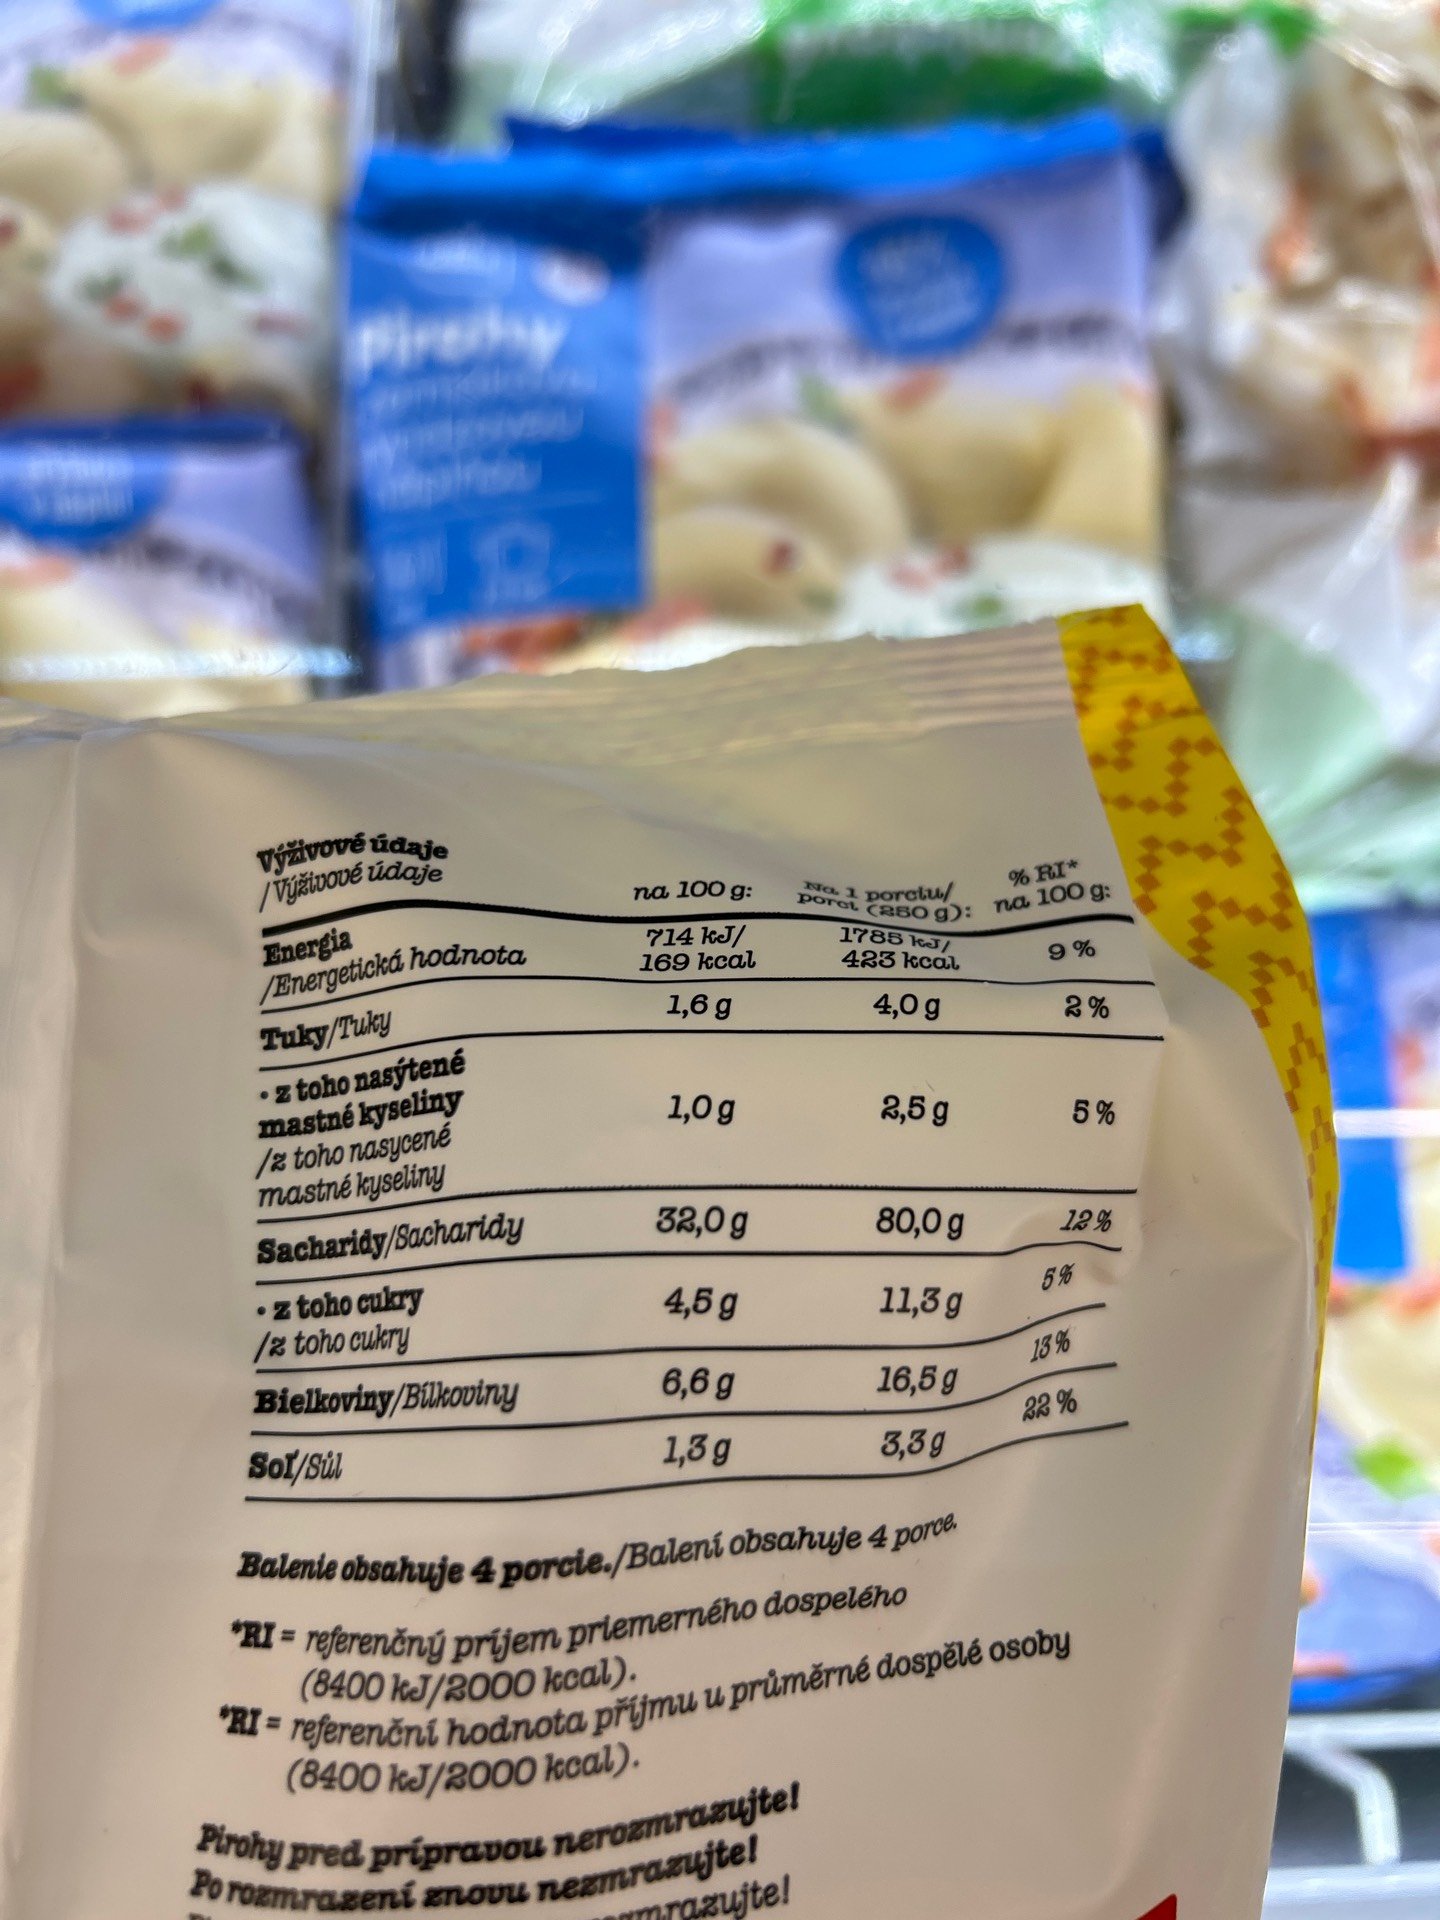 Pirohy
Výživové údaje
/Výživové údaje
na 100 g:
Na 1 porciu/
porci (250 g):
% RI*
na 100 g:
Energia
/Energetická hodnota
714 kJ/
169 kcal
1785 kJ/
423 kcal
9 %
Tuky/Tuky
1,6 g
4,0 g
2 %
• z toho nasýtené
mastné kyseliny
/z toho nasycené
mastné kyseliny
1,0 g
2,5 g
5 %
Sacharidy/Sacharidy
32,0 g
80,0 g
12 %
• z toho cukry
/z toho cukry
4,5 g
11,3 g
5 %
Bielkoviny/Bílkoviny
6,6 g
16,5 g
13 %
Soľ/Sůl
1,3 g
3,3 g
22 %
Balenie obsahuje 4 porcie./Balení obsahuje 4 porce.
*RI = referenčný príjem priemerného dospelého
(8400 kJ/2000 kcal).
*RI = referenční hodnota příjmu u průměrné dospělé osoby
(8400 kJ/2000 kcal).
Pirohy pred prípravou nerozmrazujte!
Po rozmrazení znovu nezmrazujte!